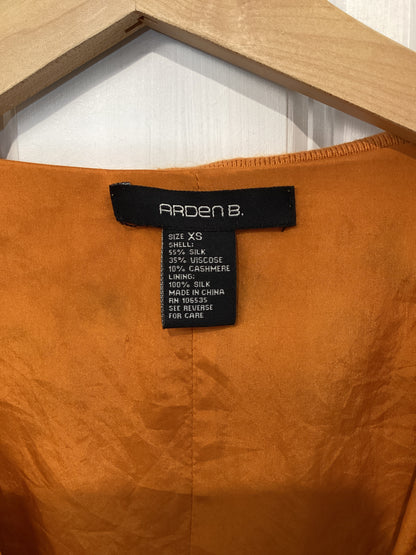 ARDEN B.
SIZE XS
SHELL:
55% SILK
35% VISCOSE
10% CASHMERE
LINING:
100% SILK
MADE IN CHINA
RN 106535
SEE REVERSE
FOR CARE